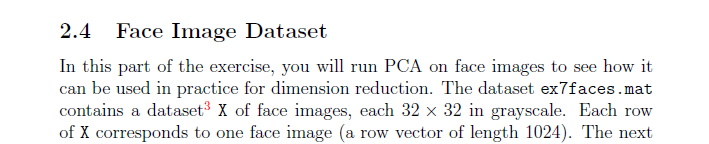 2.4 Face Image Dataset
In this part of the exercise, you will run PCA on face images to see how it
can be used in practice for dimension reduction. The dataset ex7faces.mat
contains a dataset³ X of face images, each 32 × 32 in grayscale. Each row
of X corresponds to one face image (a row vector of length 1024). The next